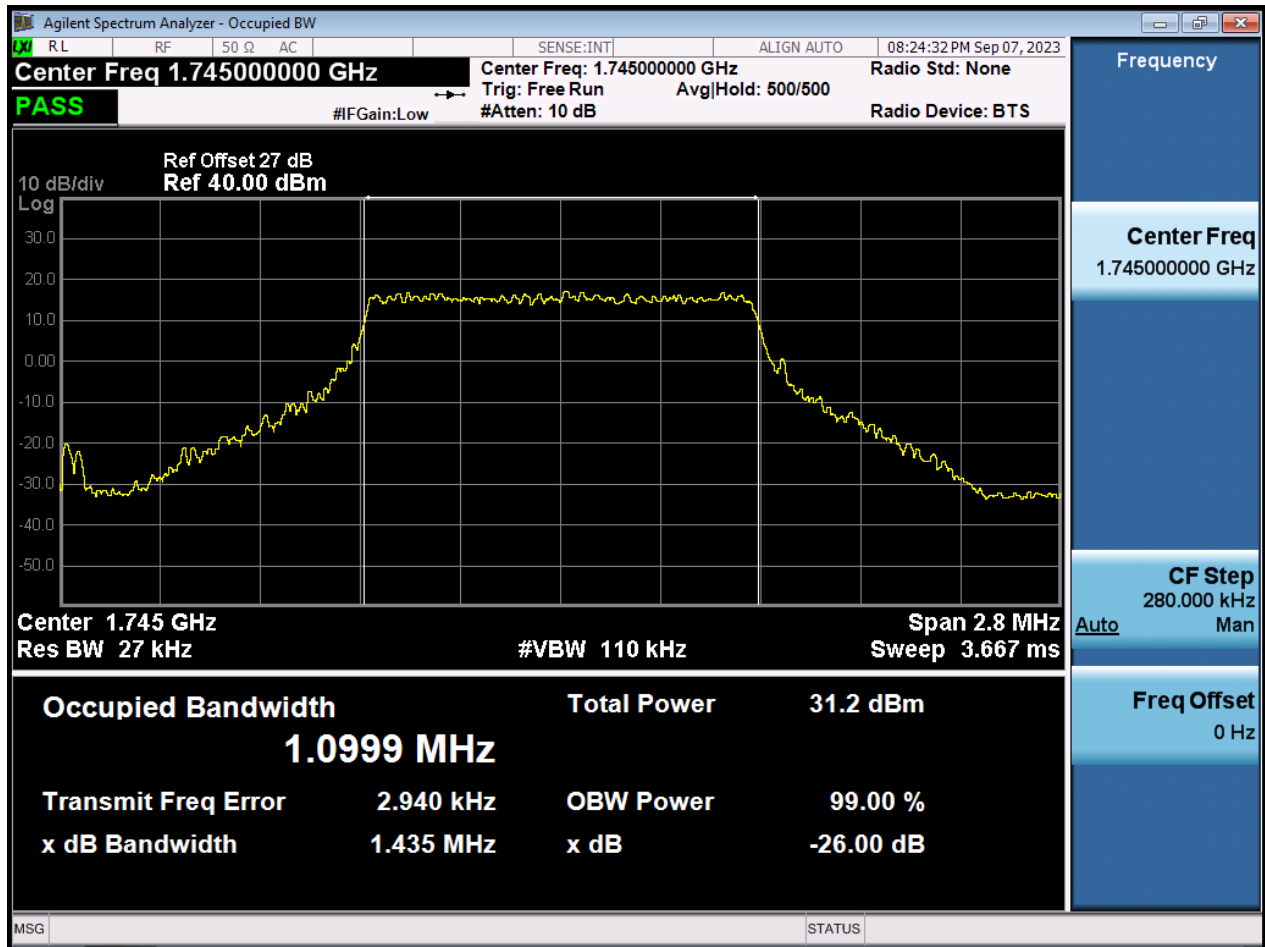 Agilent Spectrum Analyzer - Occupied BW
LXI RL RF 50 Ω AC SENSE:INT ALIGN AUTO 08:24:32 PM Sep 07, 2023
Center Freq 1.745000000 GHz
Center Freq: 1.745000000 GHz
Radio Std: None
Trig: Free Run Avg|Hold: 500/500
PASS
#IFGain:Low
#Atten: 10 dB
Radio Device: BTS
Ref Offset 27 dB
10 dB/div Ref 40.00 dBm
Log
30.0
20.0
10.0
0.00
-10.0
-20.0
-30.0
-40.0
-50.0
Center 1.745 GHz Span 2.8 MHz
Res BW 27 kHz #VBW 110 kHz Sweep 3.667 ms
Occupied Bandwidth
1.0999 MHz
Total Power 31.2 dBm
Transmit Freq Error 2.940 kHz OBW Power 99.00 %
x dB Bandwidth 1.435 MHz x dB -26.00 dB
MSG STATUS
Frequency
Center Freq
1.745000000 GHz
CF Step
280.000 kHz
Auto Man
Freq Offset
0 Hz